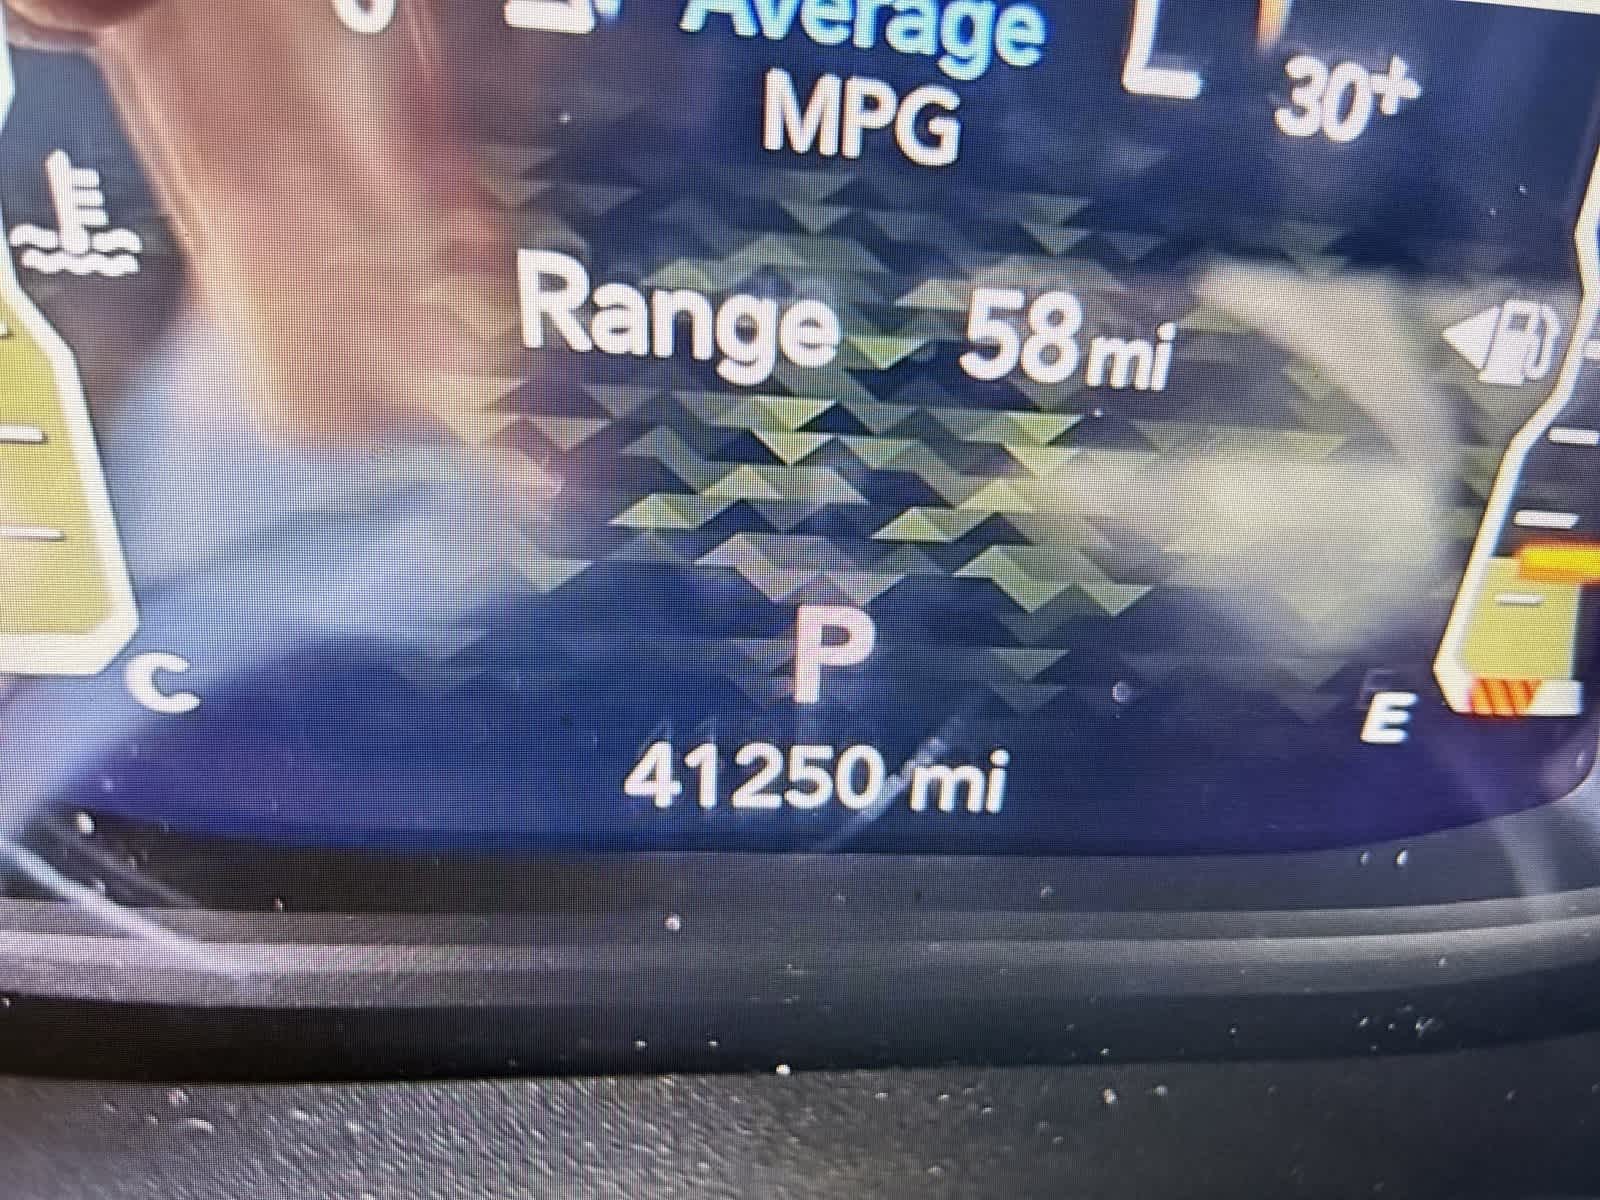 Average
MPG
L
30+
Range 58 mi
P
C
E
41250 mi